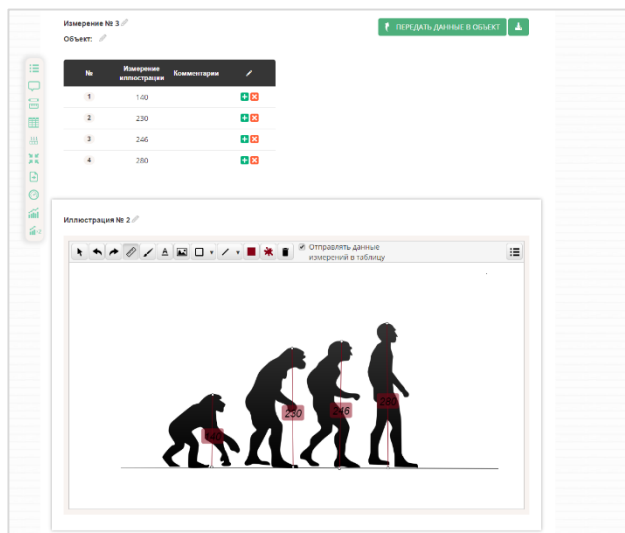 Измерение № 3
ПЕРЕДАТЬ ДАННЫЕ В ОБЪЕКТ
Объект:
№ Измерение иллюстрации Комментарии
1 140
2 230
3 246
4 280
Иллюстрация № 2
Отправлять данные
измерений в таблицу
140
230
246
280